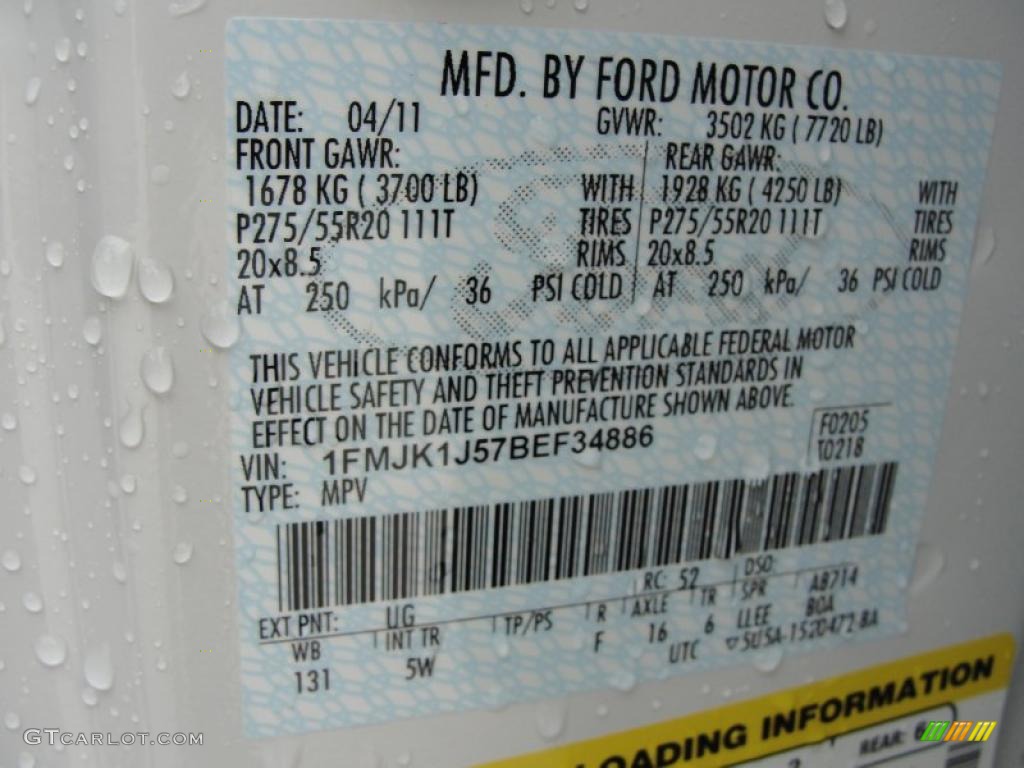 MFD. BY FORD MOTOR CO.
DATE: 04/11 GVWR: 3502 KG ( 7720 LB)
FRONT GAWR: REAR GAWR:
1678 KG ( 3700 LB) WITH 1928 KG ( 4250 LB) WITH
P275/55R20 111T TIRES P275/55R20 111T TIRES
20x8.5 RIMS 20x8.5 RIMS
AT 250 kPa/ 36 PSI COLD AT 250 kPa/ 36 PSI COLD
THIS VEHICLE CONFORMS TO ALL APPLICABLE FEDERAL MOTOR
VEHICLE SAFETY AND THEFT PREVENTION STANDARDS IN
EFFECT ON THE DATE OF MANUFACTURE SHOWN ABOVE.
VIN: 1FMJK1J57BEF34886 F0205
TYPE: MPV T0218
EXT PNT: UG RC: 52 DSO:
WB INT TR TP/PS R AXLE TR SPR AB714
131 5W F 16 6 LLEE BOA
UTC 5U5A-1520472-BA
LOADING INFORMATION
REAR:
GTCARLOT.COM